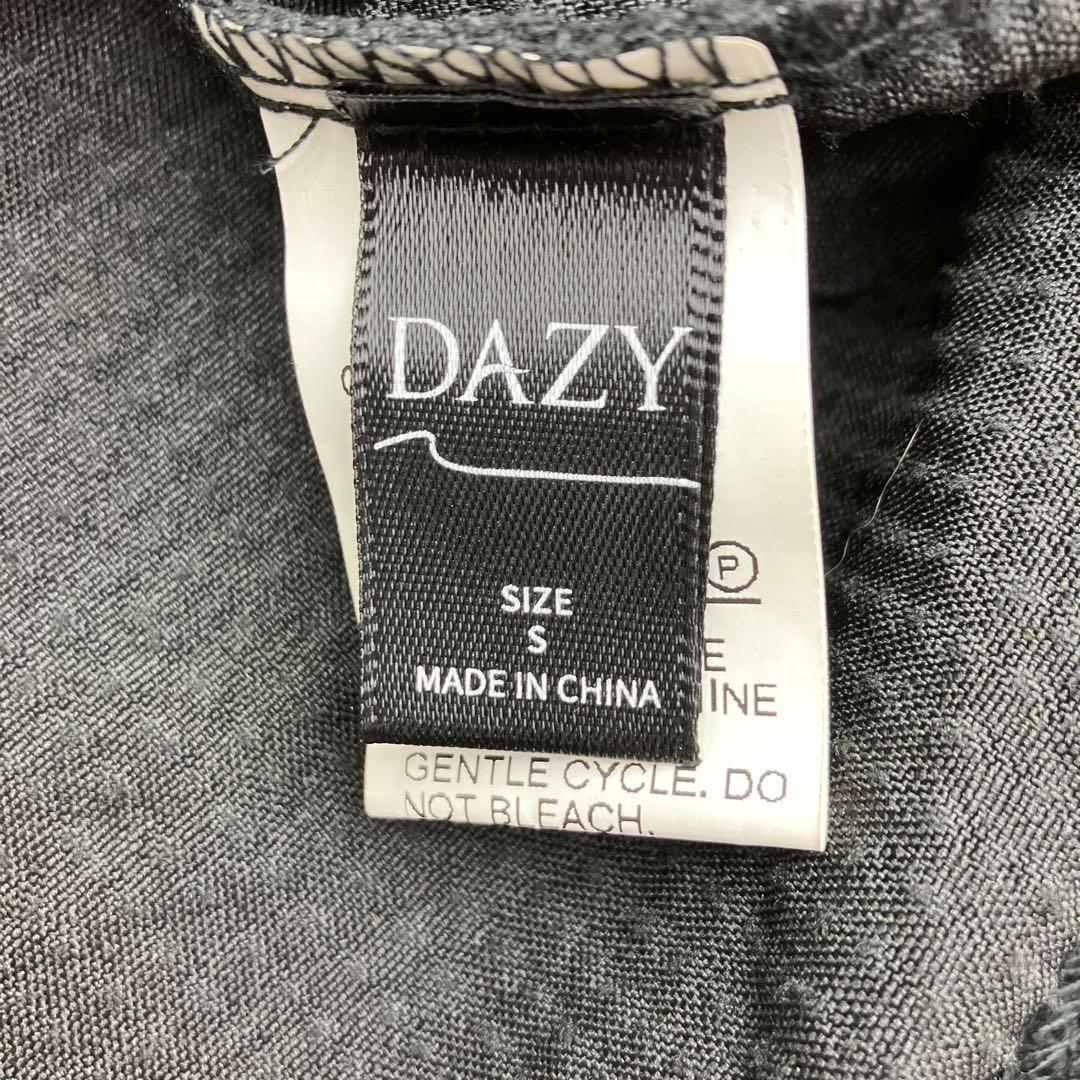 DAZY
SIZE
S
MADE IN CHINA
P
E
INE
GENTLE CYCLE. DO
NOT BLEACH.